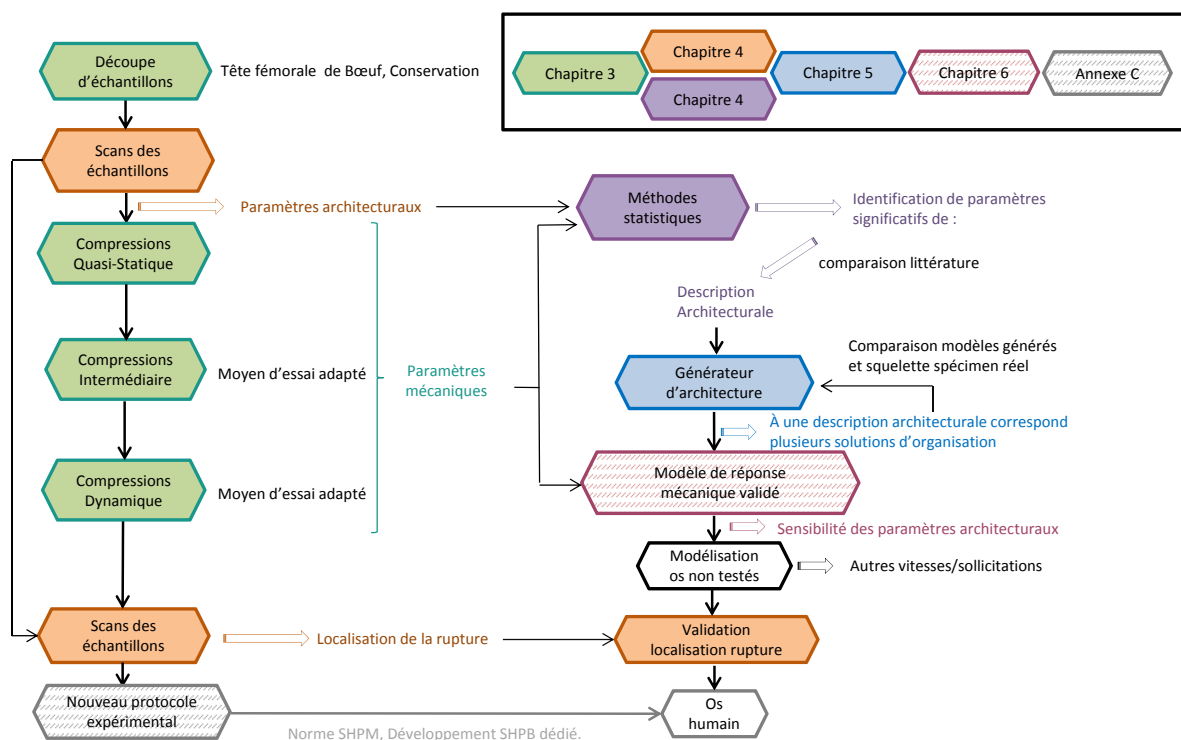 Découpe
d'échantillons
Tête fémorale de Bœuf, Conservation
Chapitre 3
Chapitre 4
Chapitre 4
Chapitre 5
Chapitre 6
Annexe C
Scans des
échantillons
Paramètres architecturaux
Méthodes
statistiques
Identification de paramètres
significatifs de :
Compressions
Quasi-Statique
comparaison littérature
Description
Architecturale
Compressions
Intermédiaire
Moyen d'essai adapté
Paramètres
mécaniques
Générateur
d'architecture
Comparaison modèles générés
et squelette spécimen réel
À une description architecturale correspond
plusieurs solutions d'organisation
Compressions
Dynamique
Moyen d'essai adapté
Modèle de réponse
mécanique validé
Sensibilité des paramètres architecturaux
Modélisation
os non testés
Autres vitesses/sollicitations
Scans des
échantillons
Localisation de la rupture
Validation
localisation rupture
Nouveau protocole
expérimental
Norme SHPM, Développement SHPB dédié.
Os
humain